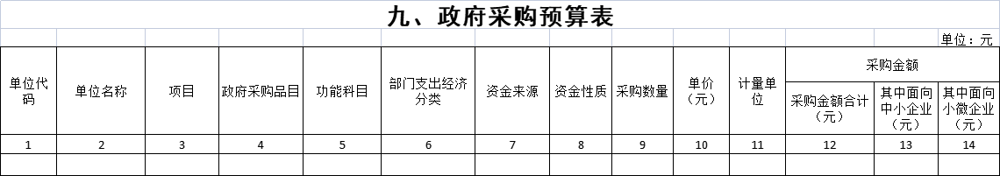 九、政府采购预算表
单位：元
单位代
码
单位名称
项目
政府采购品目
功能科目
部门支出经济
分类
资金来源
资金性质
采购数量
单价
（元）
计量单
位
采购金额
采购金额合计
（元）
其中面向
中小企业
（元）
其中面向
小微企业
（元）
1 2 3 4 5 6 7 8 9 10 11 12 13 14